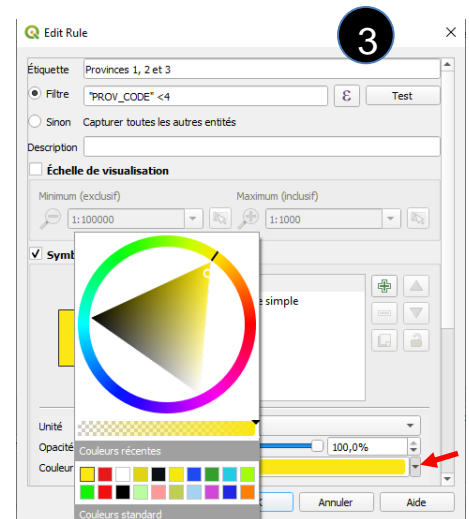 Edit Rule
3
Étiquette Provinces 1, 2 et 3
Filtre "PROV_CODE" <4 ε Test
Sinon Capturer toutes les autres entités
Description
Échelle de visualisation
Minimum (exclusif) Maximum (inclusif)
1:100000 1:1000
Symb
e simple
Unité
Opacité 100,0%
Couleurs récentes
Couleur
Annuler Aide
Couleurs standard